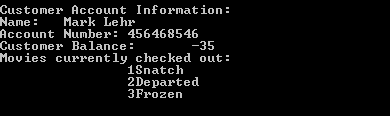 Customer Account Information:
Name:   Mark Lehr
Account Number: 456468546
Customer Balance:       -35
Movies currently checked out:
                1Snatch
                2Departed
                3Frozen